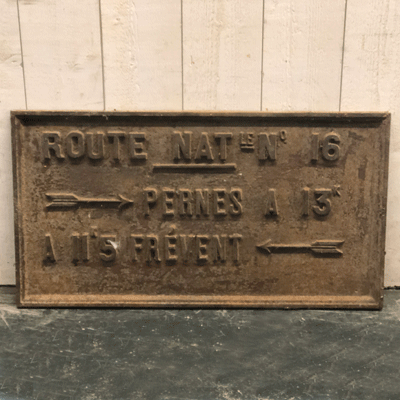 ROUTE NATLE Nº 16
PERNES A 13K
A 11K5 FRÉVENT